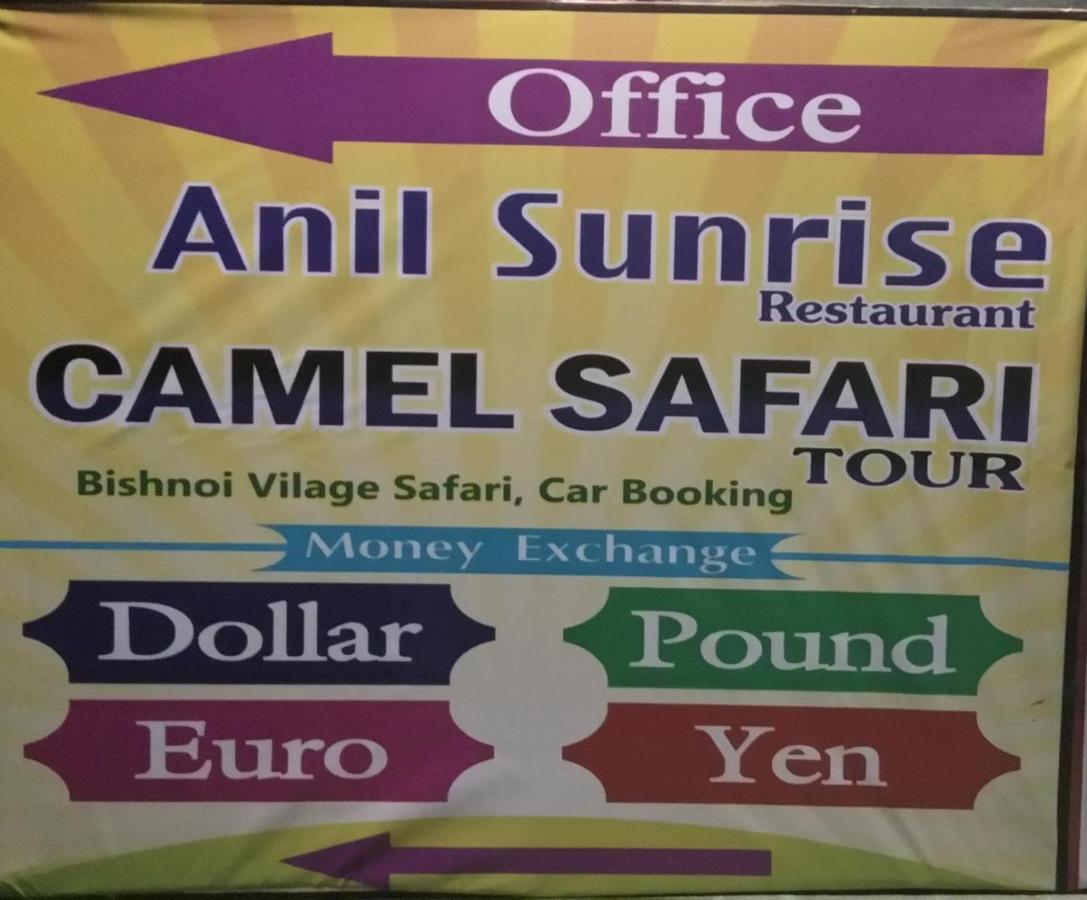 Office
Anil Sunrise
Restaurant
CAMEL SAFARI
TOUR
Bishnoi Vilage Safari, Car Booking
Money Exchange
Dollar
Pound
Euro
Yen